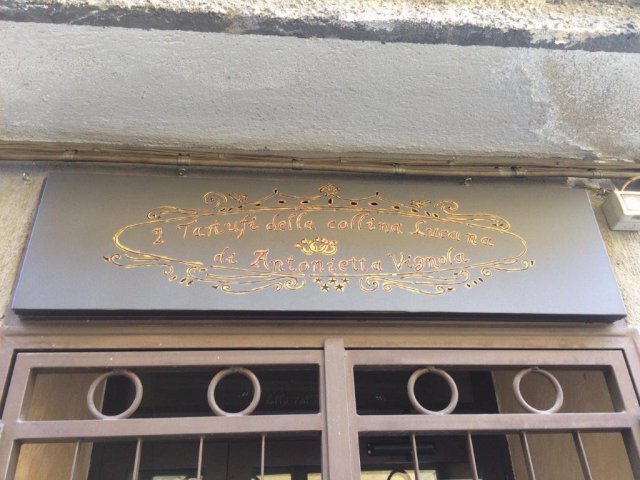 I Tartufi della collina Lucana
di Antonietta Vignola